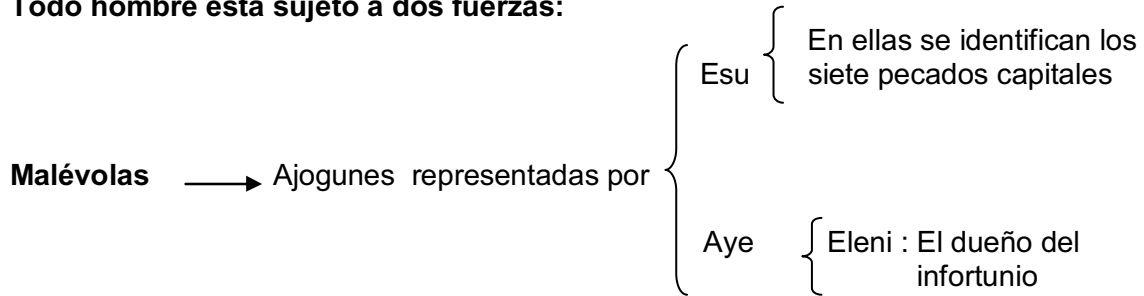 Todo hombre está sujeto a dos fuerzas:
En ellas se identifican los
Esu siete pecados capitales
Malévolas Ajogunes representadas por
Aye Eleni : El dueño del
infortunio